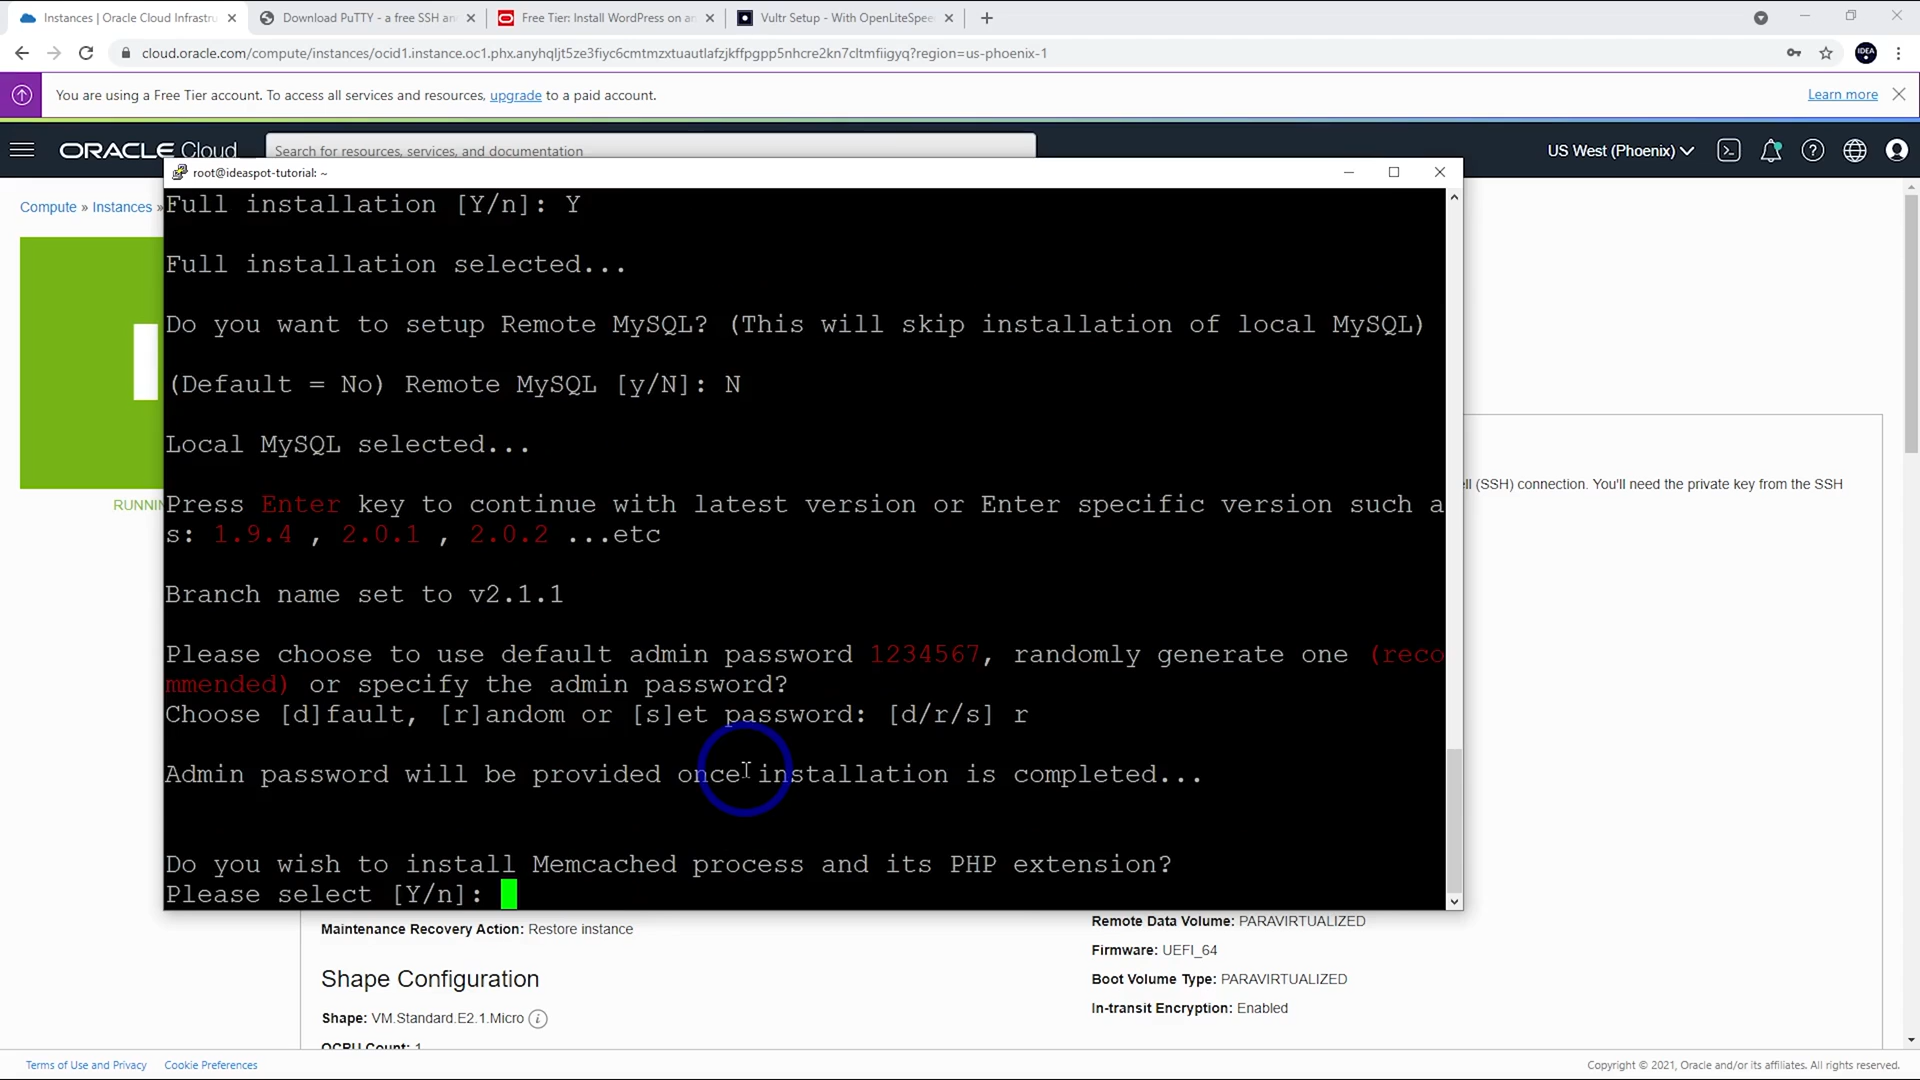 Instances | Oracle Cloud Infrastru
Download PuTTY - a free SSH an
Free Tier: Install WordPress on an
Vultr Setup - With OpenLiteSpee
cloud.oracle.com/compute/instances/ocid1.instance.oc1.phx.anyhqljt5ze3fiyc6cmtmzxtuautlafzjkffpgpp5nhcre2kn7cltmfiigyq?region=us-phoenix-1
IDEA
You are using a Free Tier account. To access all services and resources, upgrade to a paid account.
Learn more
ORACLE Cloud
Search for resources, services, and documentation
US West (Phoenix)
root@ideaspot-tutorial: ~
Compute » Instances »
Full installation [Y/n]: Y
Full installation selected...
Do you want to setup Remote MySQL? (This will skip installation of local MySQL)
(Default = No) Remote MySQL [y/N]: N
Local MySQL selected...
ll (SSH) connection. You'll need the private key from the SSH
RUNNIN
Press Enter key to continue with latest version or Enter specific version such a
s: 1.9.4 , 2.0.1 , 2.0.2 ...etc
Branch name set to v2.1.1
Please choose to use default admin password 1234567, randomly generate one (reco
mmended) or specify the admin password?
Choose [d]fault, [r]andom or [s]et password: [d/r/s] r
Admin password will be provided once installation is completed...
Do you wish to install Memcached process and its PHP extension?
Please select [Y/n]:
Maintenance Recovery Action: Restore instance
Shape Configuration
Shape: VM.Standard.E2.1.Micro
OCPU Count: 1
Remote Data Volume: PARAVIRTUALIZED
Firmware: UEFI_64
Boot Volume Type: PARAVIRTUALIZED
In-transit Encryption: Enabled
Terms of Use and Privacy
Cookie Preferences
Copyright © 2021, Oracle and/or its affiliates. All rights reserved.